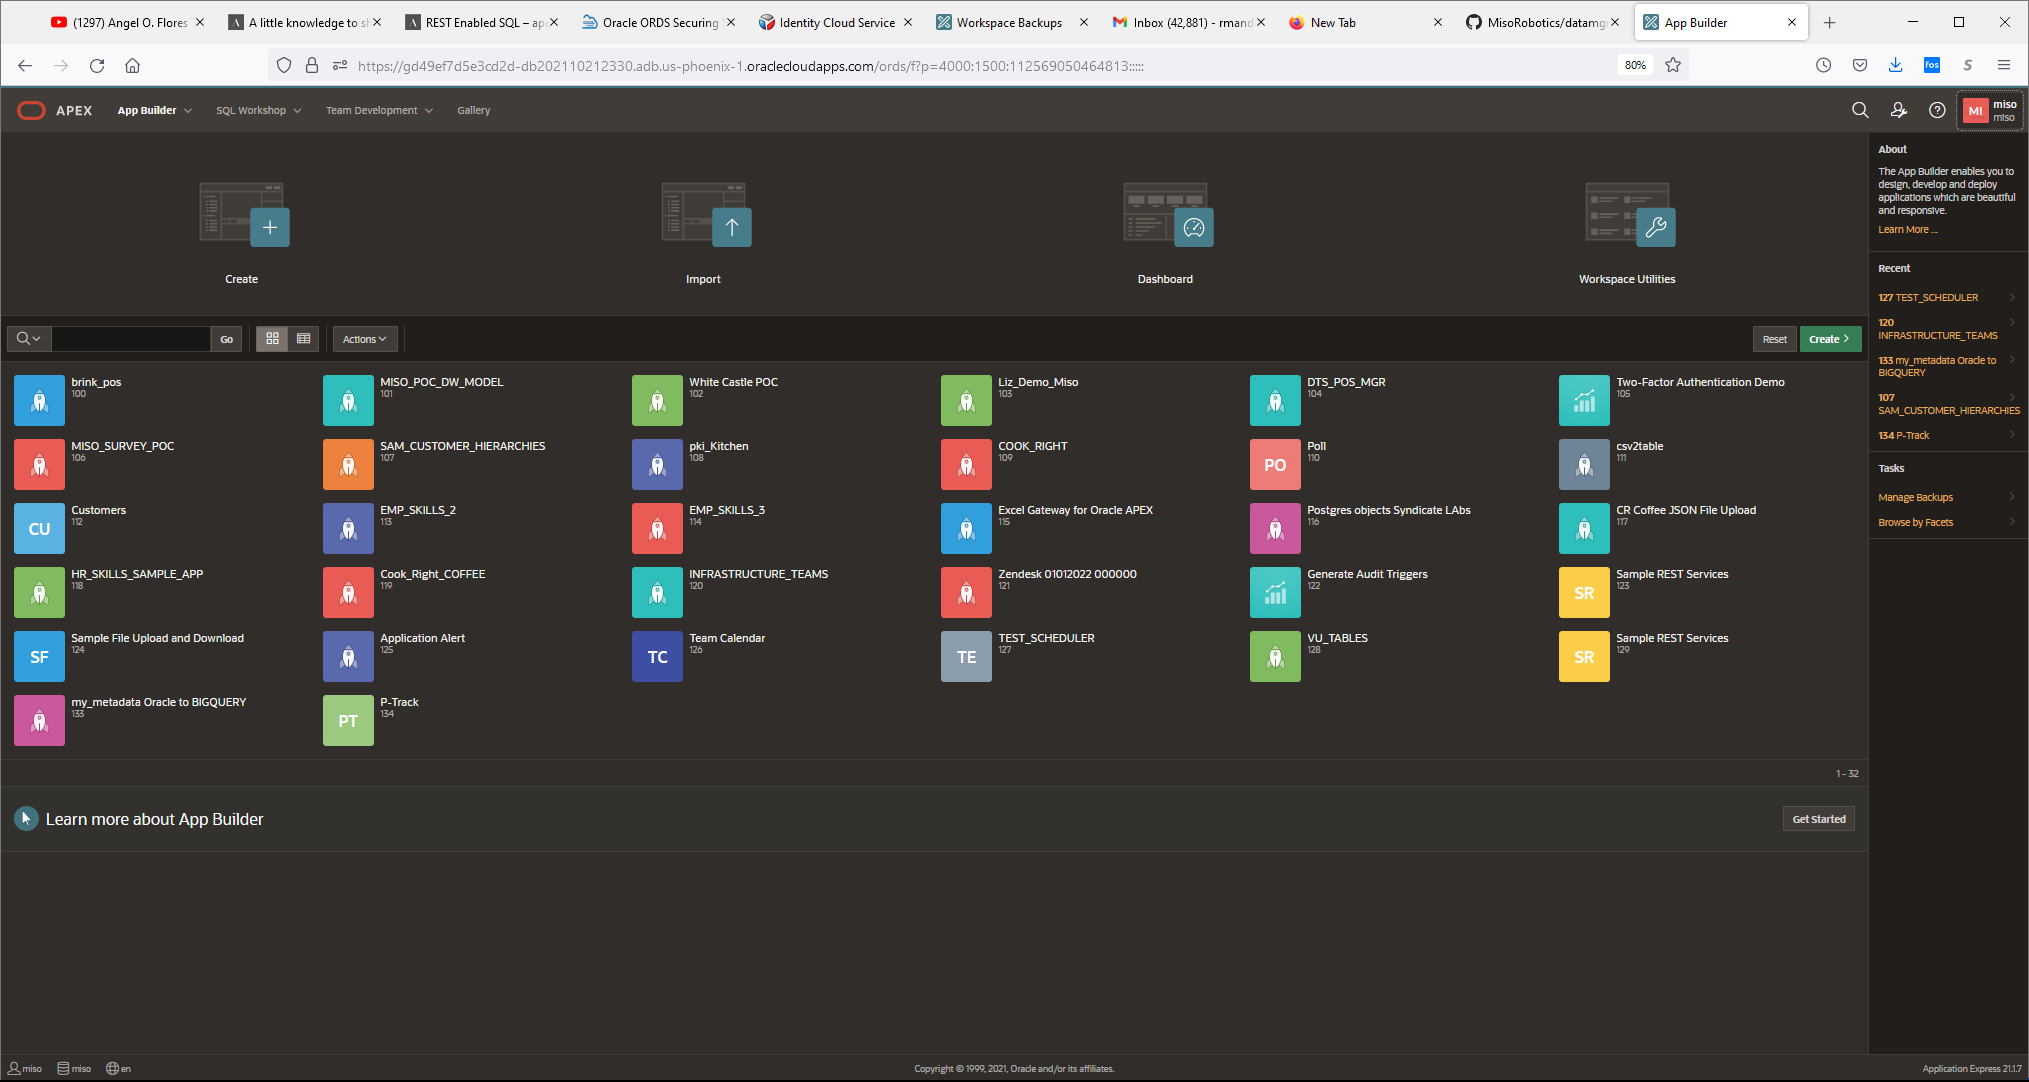 (1297) Angel O. Flores
A little knowledge to sh
REST Enabled SQL – ap
Oracle ORDS Securing
Identity Cloud Service
Workspace Backups
Inbox (42,881) - rmand
New Tab
MisoRobotics/datamg
App Builder
https://gd49ef7d5e3cd2d-db202110212330.adb.us-phoenix-1.oraclecloudapps.com/ords/f?p=4000:1500:112569050464813:::::
80%
fos
S
APEX
App Builder
SQL Workshop
Team Development
Gallery
MI
miso
miso
Create
Import
Dashboard
Workspace Utilities
Go
Actions
Reset
Create
brink_pos
100
MISO_POC_DW_MODEL
101
White Castle POC
102
Liz_Demo_Miso
103
DTS_POS_MGR
104
Two-Factor Authentication Demo
105
MISO_SURVEY_POC
106
SAM_CUSTOMER_HIERARCHIES
107
pki_Kitchen
108
COOK_RIGHT
109
PO
Poll
110
csv2table
111
CU
Customers
112
EMP_SKILLS_2
113
EMP_SKILLS_3
114
Excel Gateway for Oracle APEX
115
Postgres objects Syndicate LAbs
116
CR Coffee JSON File Upload
117
HR_SKILLS_SAMPLE_APP
118
Cook_Right_COFFEE
119
INFRASTRUCTURE_TEAMS
120
Zendesk 01012022 000000
121
Generate Audit Triggers
122
SR
Sample REST Services
123
SF
Sample File Upload and Download
124
Application Alert
125
TC
Team Calendar
126
TE
TEST_SCHEDULER
127
VU_TABLES
128
SR
Sample REST Services
129
my_metadata Oracle to BIGQUERY
133
PT
P-Track
134
1 - 32
Learn more about App Builder
Get Started
About
The App Builder enables you to
design, develop and deploy
applications which are beautiful
and responsive.
Learn More ...
Recent
127 TEST_SCHEDULER
120
INFRASTRUCTURE_TEAMS
133 my_metadata Oracle to
BIGQUERY
107
SAM_CUSTOMER_HIERARCHIES
134 P-Track
Tasks
Manage Backups
Browse by Facets
miso
miso
en
Copyright © 1999, 2021, Oracle and/or its affiliates.
Application Express 21.1.7